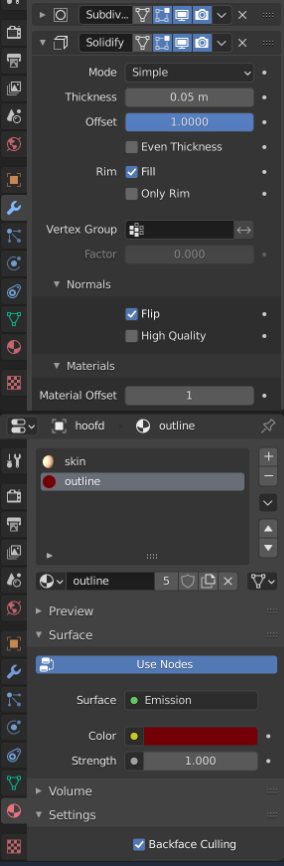 Subdiv...
Solidify
Mode Simple
Thickness 0.05 m
Offset 1.0000
Even Thickness
Rim Fill
Only Rim
Vertex Group
Factor 0.000
Normals
Flip
High Quality
Materials
Material Offset 1
hoofd outline
skin
outline
outline 5
Preview
Surface
Use Nodes
Surface Emission
Color
Strength 1.000
Volume
Settings
Backface Culling